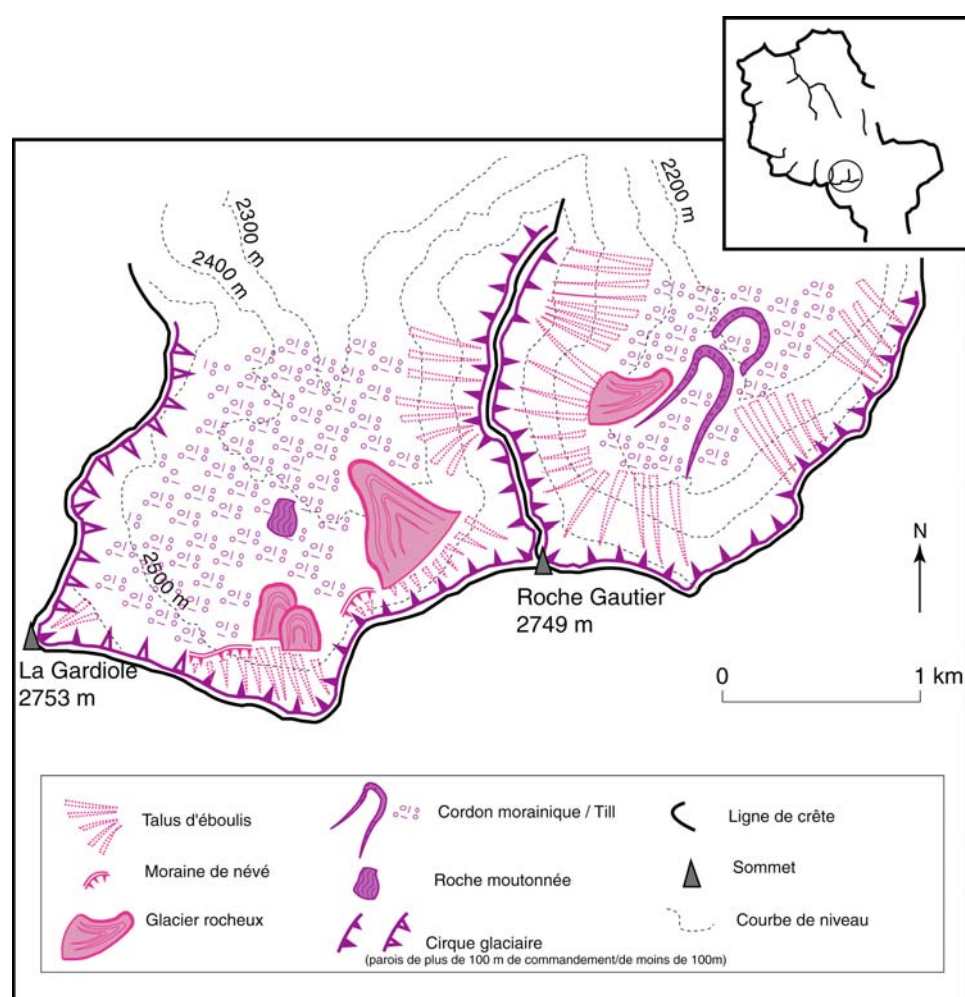 2200 m
2300 m
2400 m
2500 m
N
Roche Gautier
2749 m
La Gardiole
2753 m
0 1 km
Talus d'éboulis
Cordon morainique / Till
Ligne de crête
Moraine de névé
Roche moutonnée
Sommet
Glacier rocheux
Cirque glaciaire
Courbe de niveau
(parois de plus de 100 m de commandement/de moins de 100m)